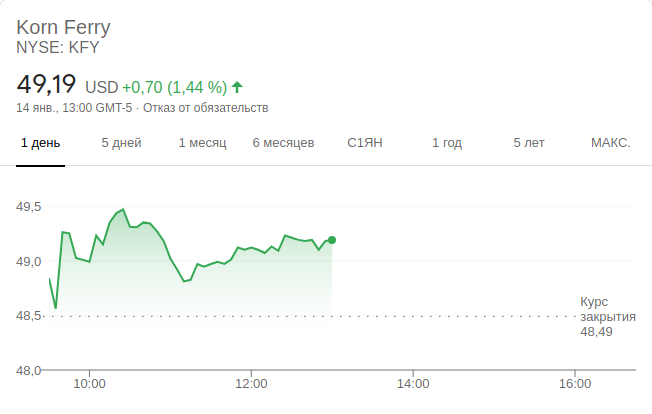 Korn Ferry
NYSE: KFY
49,19 USD +0,70 (1,44 %)
14 янв., 13:00 GMT-5 · Отказ от обязательств
1 день 5 дней 1 месяц 6 месяцев С1ЯН 1 год 5 лет МАКС.
49,5
49,0
48,5
Курс
закрытия
48,49
48,0
10:00 12:00 14:00 16:00